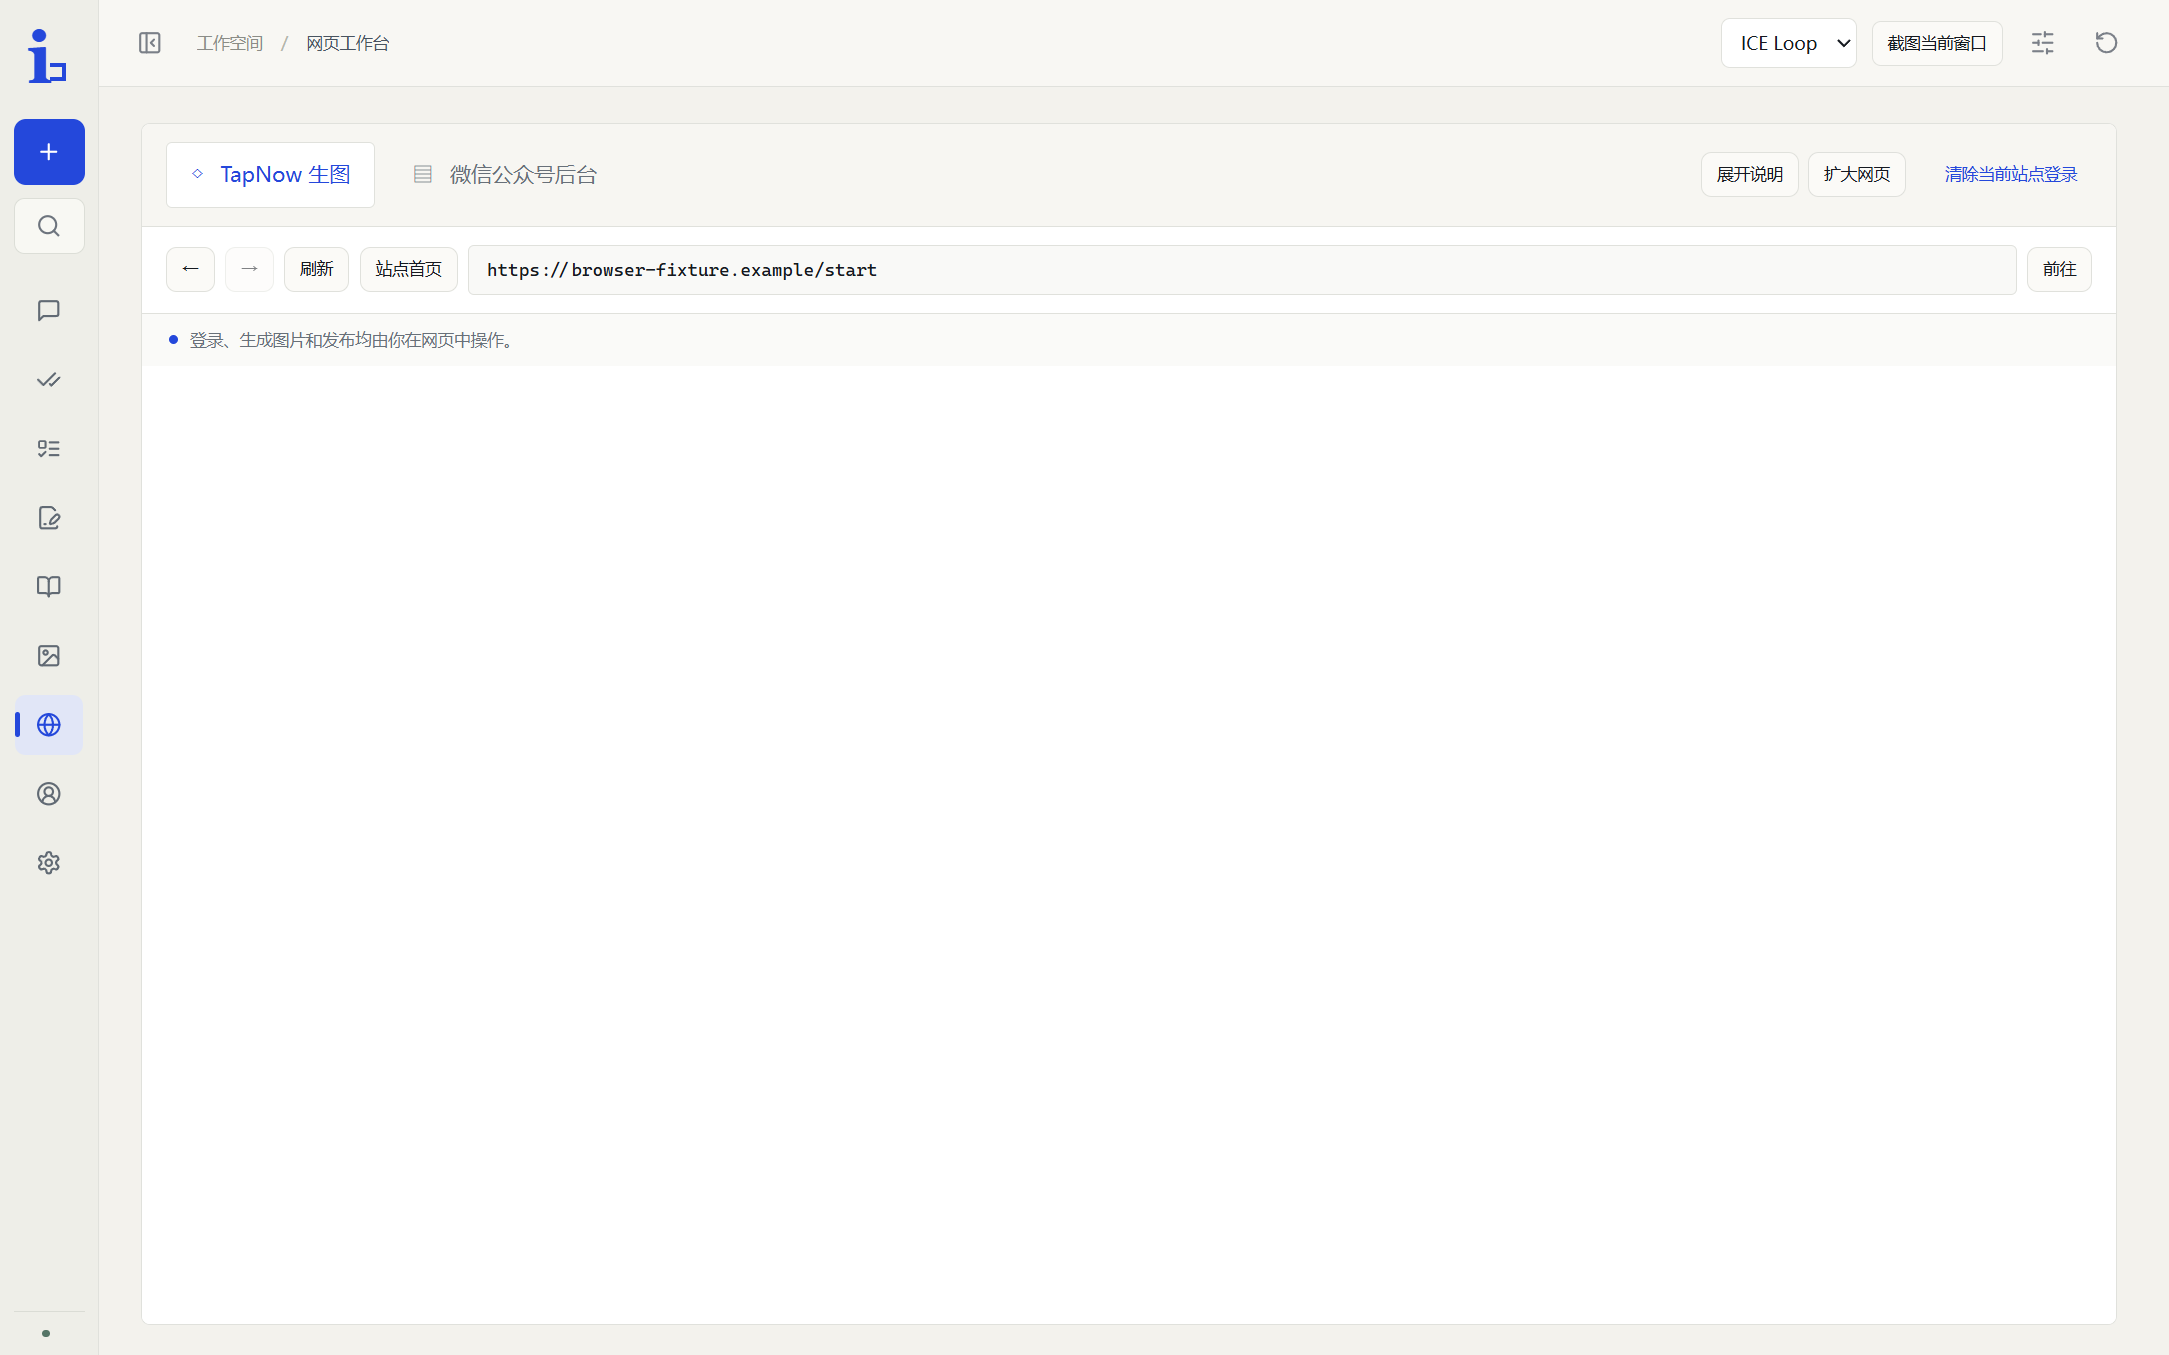 工作空间 / 网页工作台
ICE Loop
截图当前窗口
TapNow 生图
微信公众号后台
展开说明
扩大网页
清除当前站点登录
← → 刷新 站点首页 https://browser-fixture.example/start 前往
登录、生成图片和发布均由你在网页中操作。